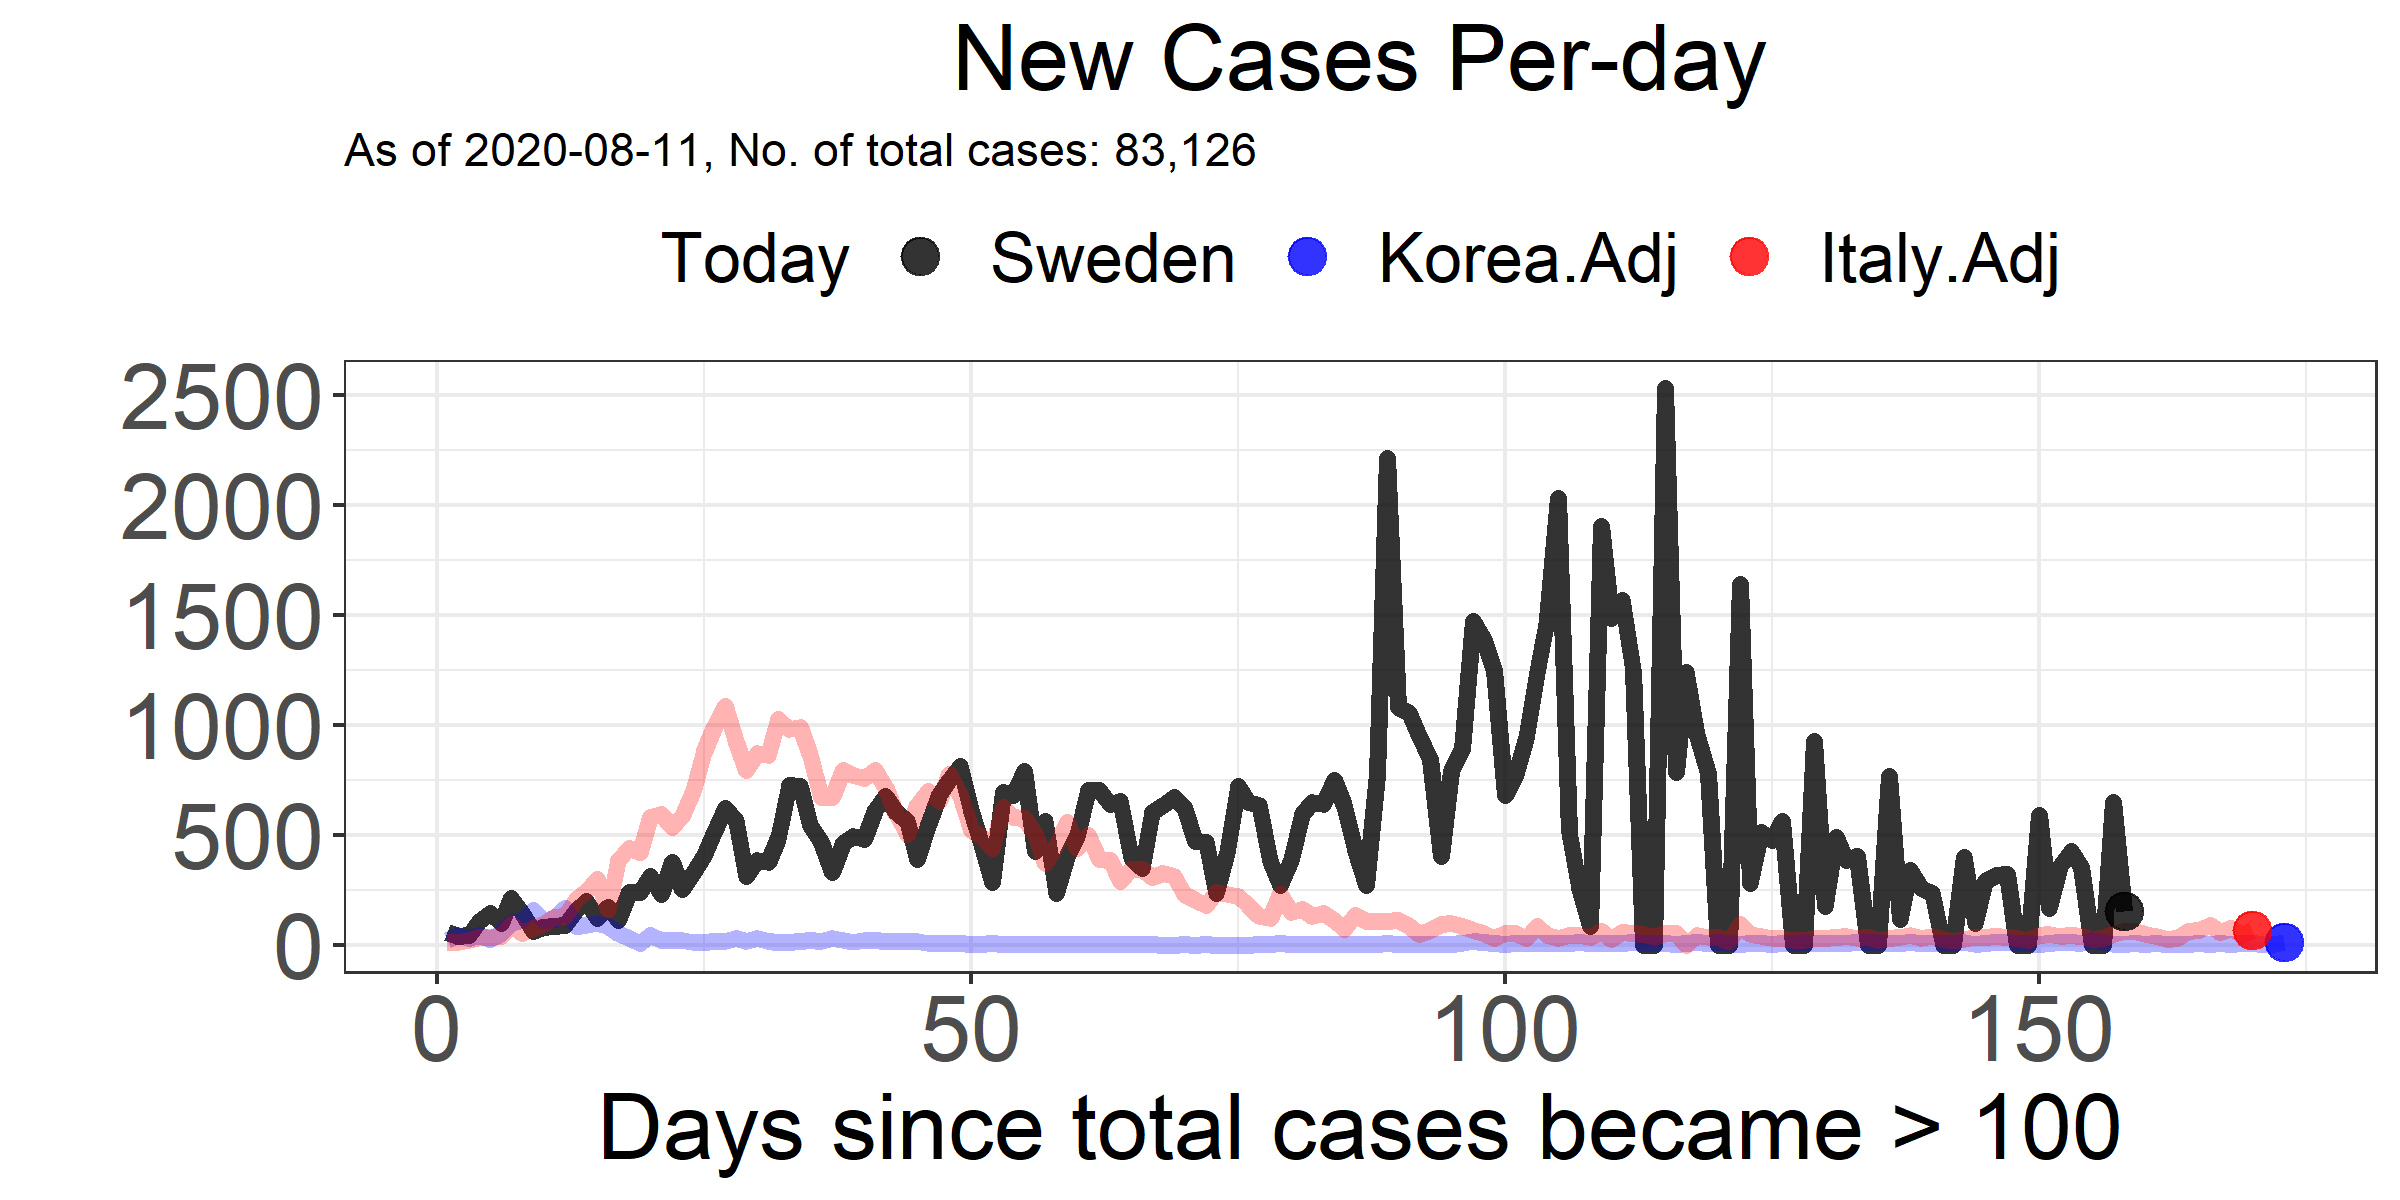 New Cases Per-day
As of 2020-08-11, No. of total cases: 83,126
Today Sweden Korea.Adj Italy.Adj
2500
2000
1500
1000
500
0
0 50 100 150
Days since total cases became > 100